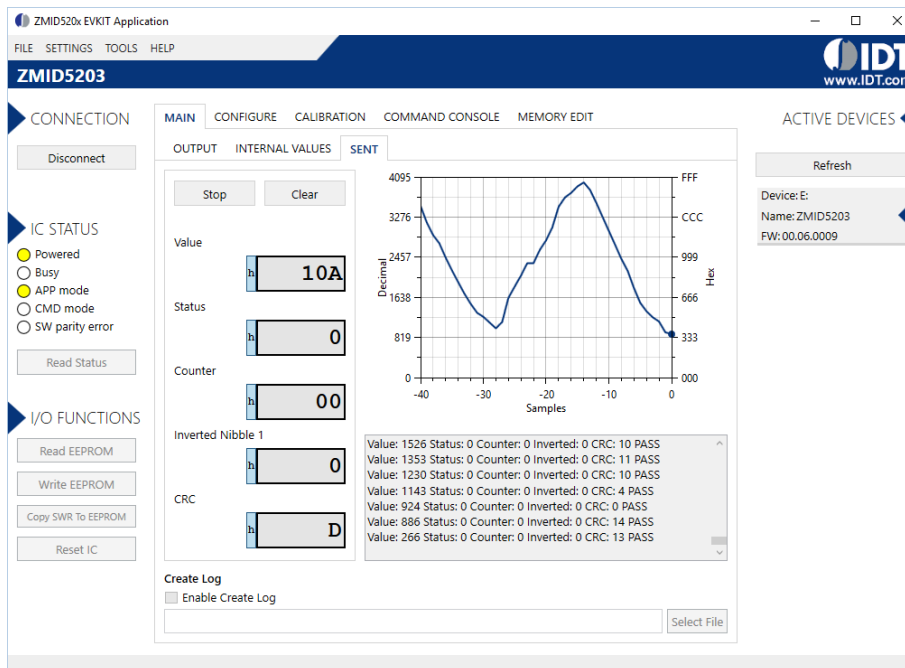 ZMID520x EVKIT Application
FILE SETTINGS TOOLS HELP
IDT
www.IDT.com
ZMID5203
CONNECTION
Disconnect
IC STATUS
Powered
Busy
APP mode
CMD mode
SW parity error
Read Status
I/O FUNCTIONS
Read EEPROM
Write EEPROM
Copy SWR To EEPROM
Reset IC
MAIN CONFIGURE CALIBRATION COMMAND CONSOLE MEMORY EDIT
OUTPUT INTERNAL VALUES SENT
Stop Clear
Value
h 10A
Status
h 0
Counter
h 00
Inverted Nibble 1
h 0
CRC
h D
4095 FFF
3276 CCC
2457 999
1638 666
819 333
0 000
Decimal
Hex
-40 -30 -20 -10 0
Samples
Value: 1526 Status: 0 Counter: 0 Inverted: 0 CRC: 10 PASS
Value: 1353 Status: 0 Counter: 0 Inverted: 0 CRC: 11 PASS
Value: 1230 Status: 0 Counter: 0 Inverted: 0 CRC: 10 PASS
Value: 1143 Status: 0 Counter: 0 Inverted: 0 CRC: 4 PASS
Value: 924 Status: 0 Counter: 0 Inverted: 0 CRC: 0 PASS
Value: 886 Status: 0 Counter: 0 Inverted: 0 CRC: 14 PASS
Value: 266 Status: 0 Counter: 0 Inverted: 0 CRC: 13 PASS
Create Log
Enable Create Log
Select File
ACTIVE DEVICES
Refresh
Device: E:
Name: ZMID5203
FW: 00.06.0009